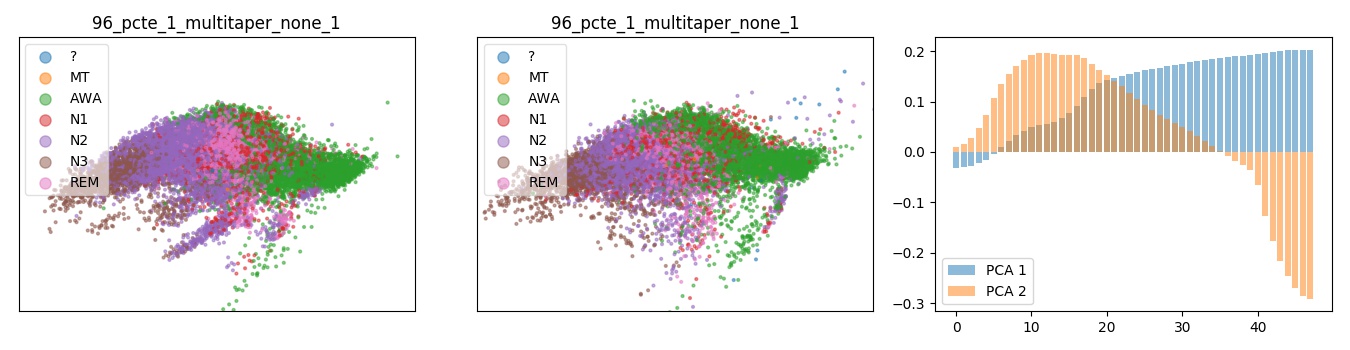 96_pcte_1_multitaper_none_1
?
MT
AWA
N1
N2
N3
REM
96_pcte_1_multitaper_none_1
?
MT
AWA
N1
N2
N3
REM
0.2
0.1
0.0
−0.1
−0.2
−0.3
PCA 1
PCA 2
0 10 20 30 40